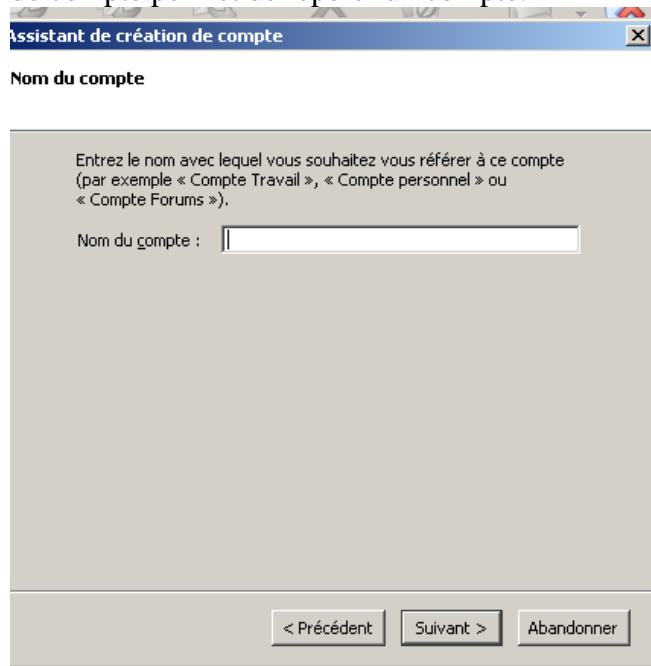 Assistant de création de compte
Nom du compte
Entrez le nom avec lequel vous souhaitez vous référer à ce compte
(par exemple « Compte Travail », « Compte personnel » ou
« Compte Forums »).
Nom du compte :
< Précédent
Suivant >
Abandonner